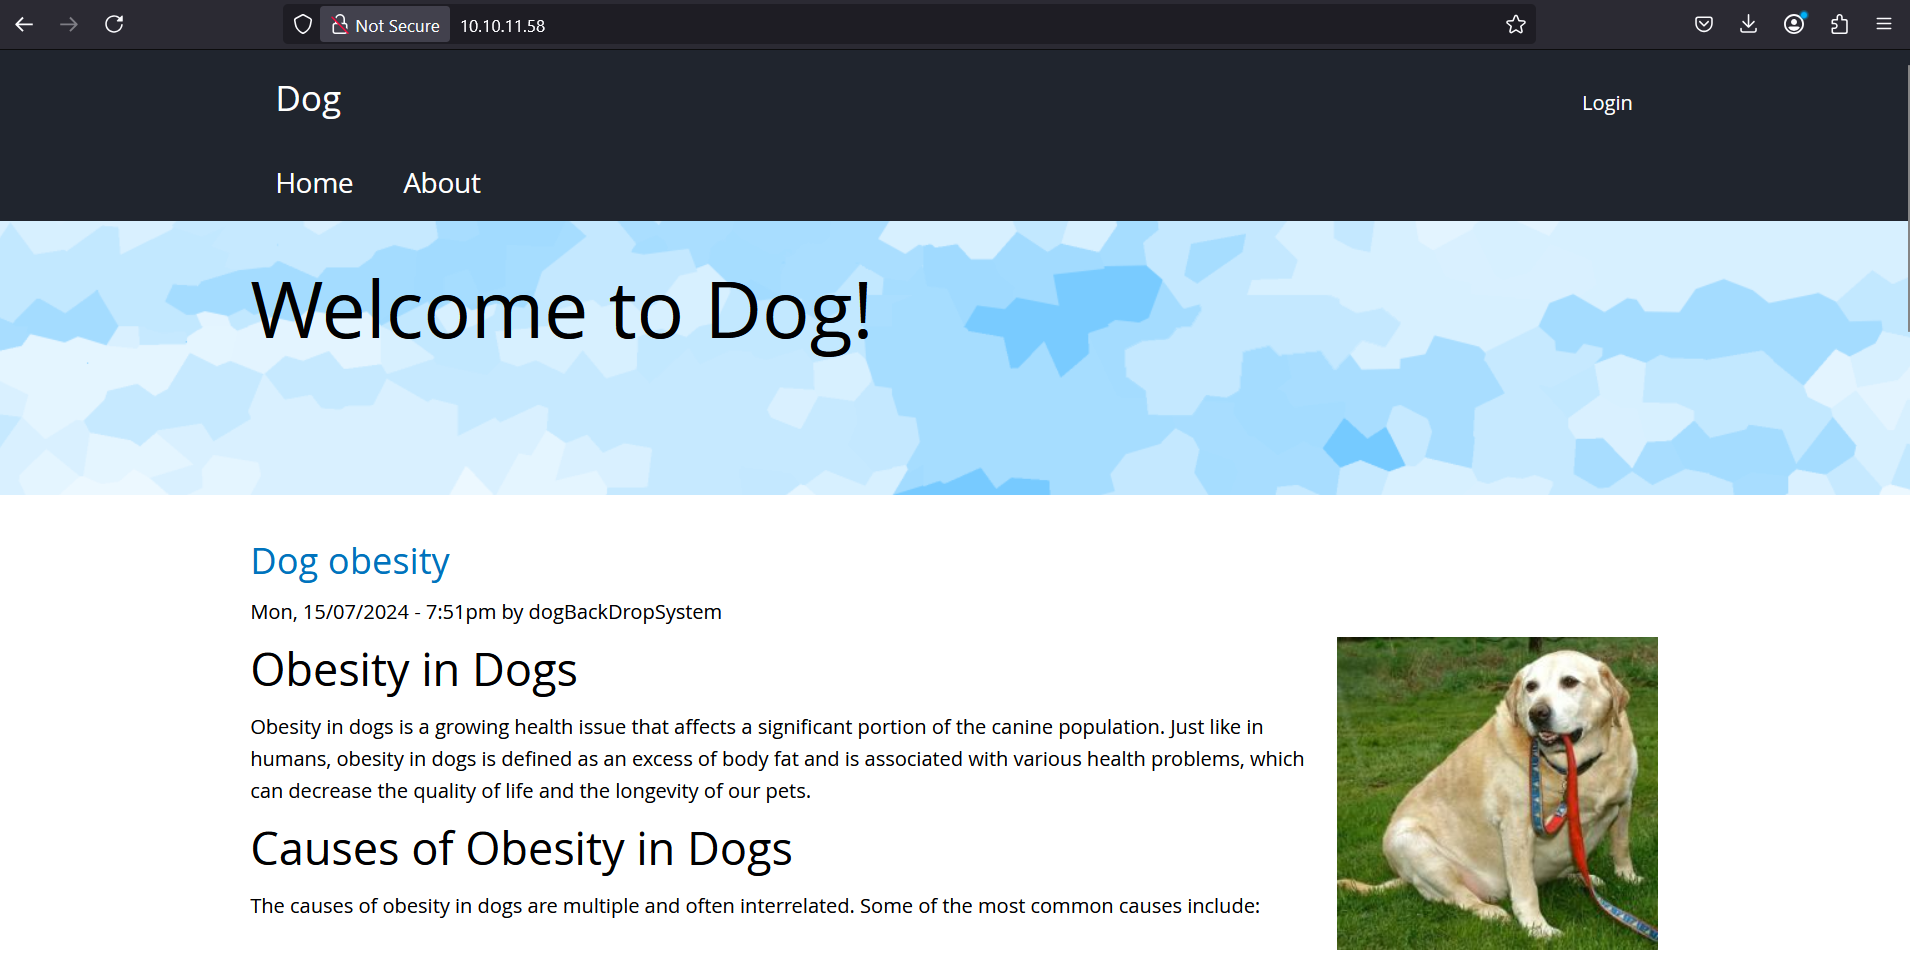 Not Secure 10.10.11.58
Dog
Login
Home About
Welcome to Dog!
Dog obesity
Mon, 15/07/2024 - 7:51pm by dogBackDropSystem
Obesity in Dogs
Obesity in dogs is a growing health issue that affects a significant portion of the canine population. Just like in
humans, obesity in dogs is defined as an excess of body fat and is associated with various health problems, which
can decrease the quality of life and the longevity of our pets.
Causes of Obesity in Dogs
The causes of obesity in dogs are multiple and often interrelated. Some of the most common causes include: